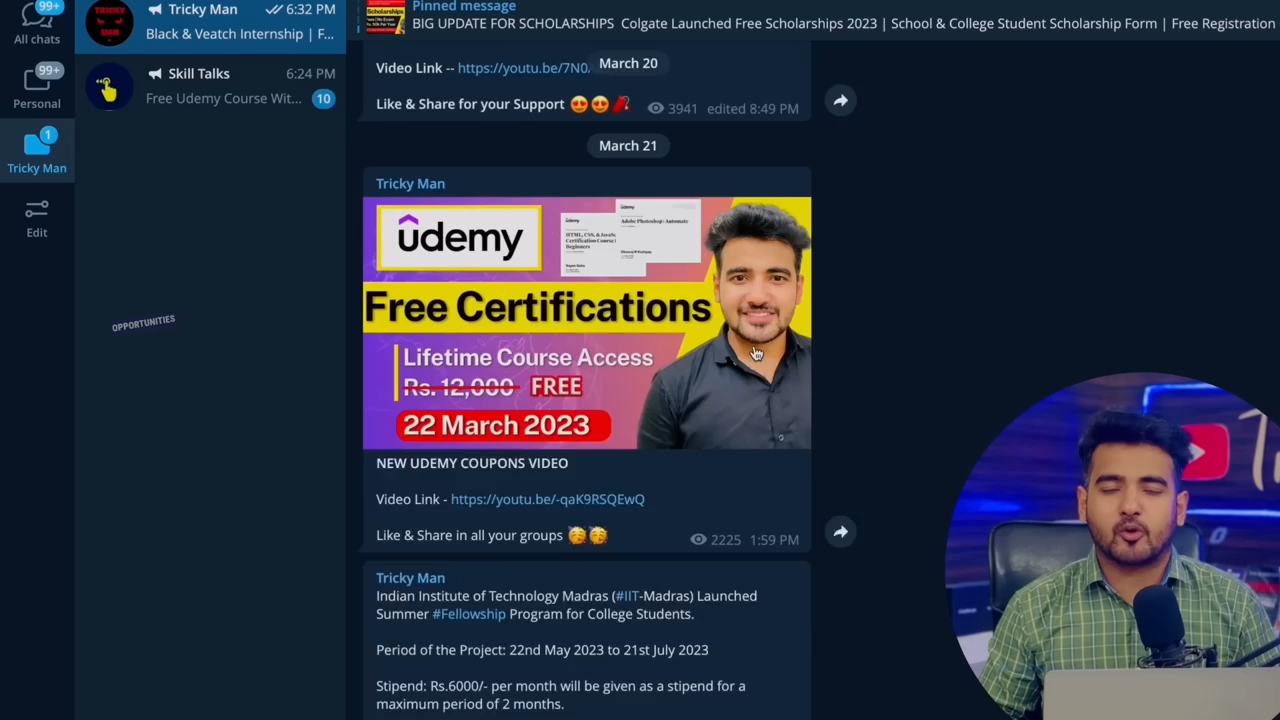 99+
All chats
99+
Personal
1
Tricky Man
Edit
TRICKY MAN
Tricky Man
6:32 PM
Black & Veatch Internship | F...
Skill Talks
6:24 PM
Free Udemy Course Wit...
10
OPPORTUNITIES
Pinned message
BIG UPDATE FOR SCHOLARSHIPS Colgate Launched Free Scholarships 2023 | School & College Student Scholarship Form | Free Registration
Video Link -- https://youtu.be/7N0.
March 20
Like & Share for your Support 😍😍
3941 edited 8:49 PM
March 21
Tricky Man
udemy
Free Certifications
Lifetime Course Access
Rs. 12,000 FREE
22 March 2023
NEW UDEMY COUPONS VIDEO
Video Link - https://youtu.be/-qaK9RSQEwQ
Like & Share in all your groups 🥳🥳
2225 1:59 PM
Tricky Man
Indian Institute of Technology Madras (#IIT-Madras) Launched
Summer #Fellowship Program for College Students.
Period of the Project: 22nd May 2023 to 21st July 2023
Stipend: Rs.6000/- per month will be given as a stipend for a
maximum period of 2 months.